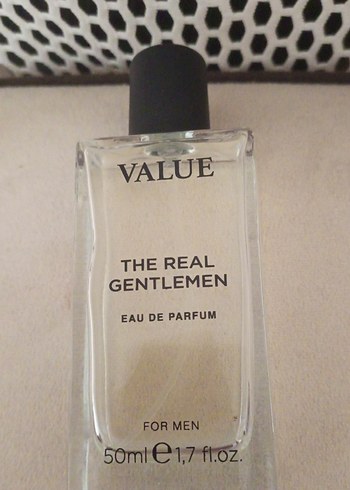 VALUE
THE REAL
GENTLEMEN
EAU DE PARFUM
FOR MEN
50ml ℮ 1,7 fl.oz.